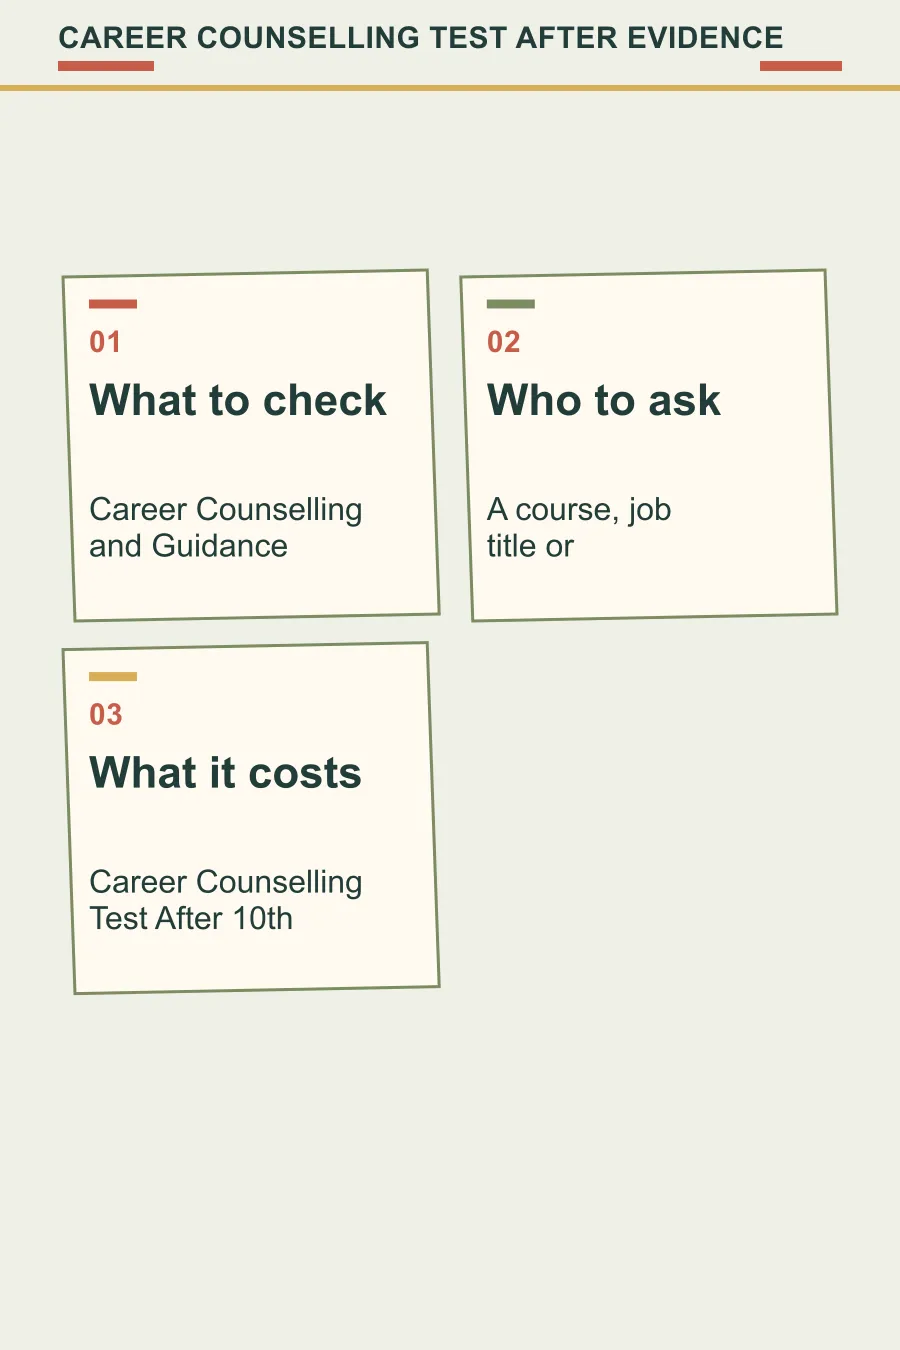 CAREER COUNSELLING TEST AFTER EVIDENCE
01
What to check
Career Counselling
and Guidance
02
Who to ask
A course, job
title or
03
What it costs
Career Counselling
Test After 10th